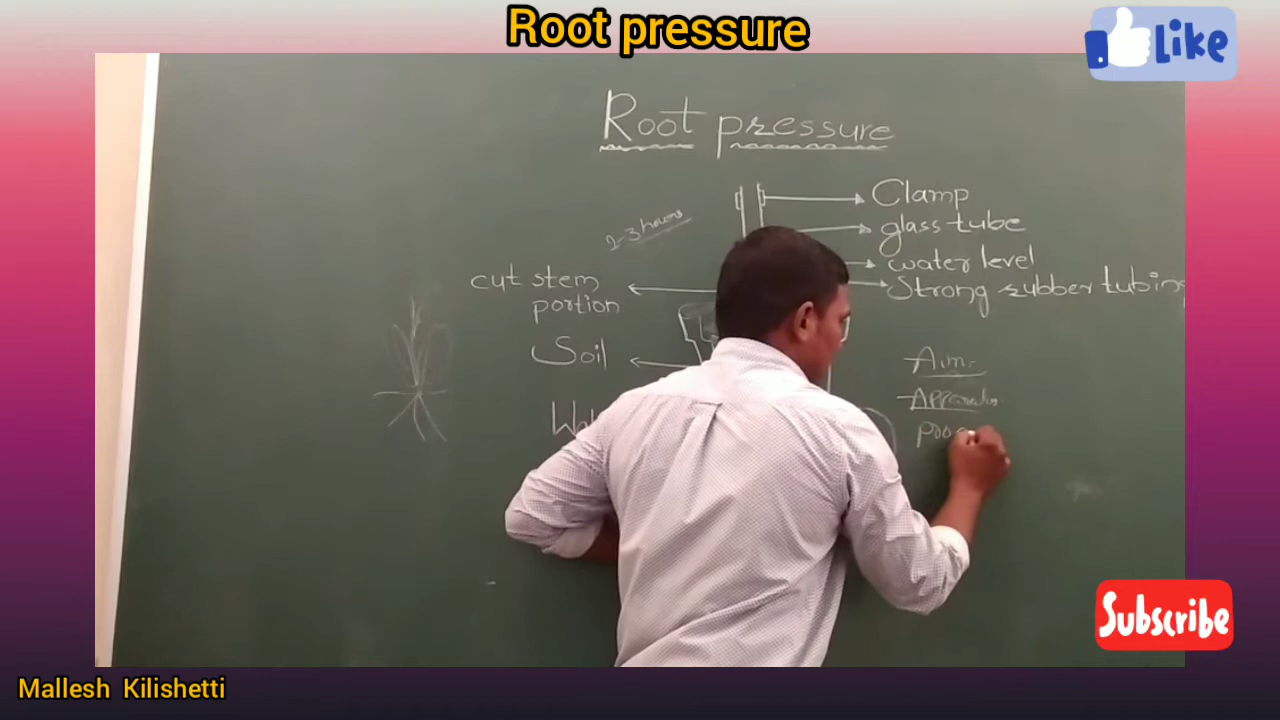 Root pressure
Like
Root pressure
Clamp
glass tube
2-3 hours
water level
cut stem
portion
Strong rubber tubing
Soil
Aim
Apparatus
Subscribe
Mallesh Kilishetti